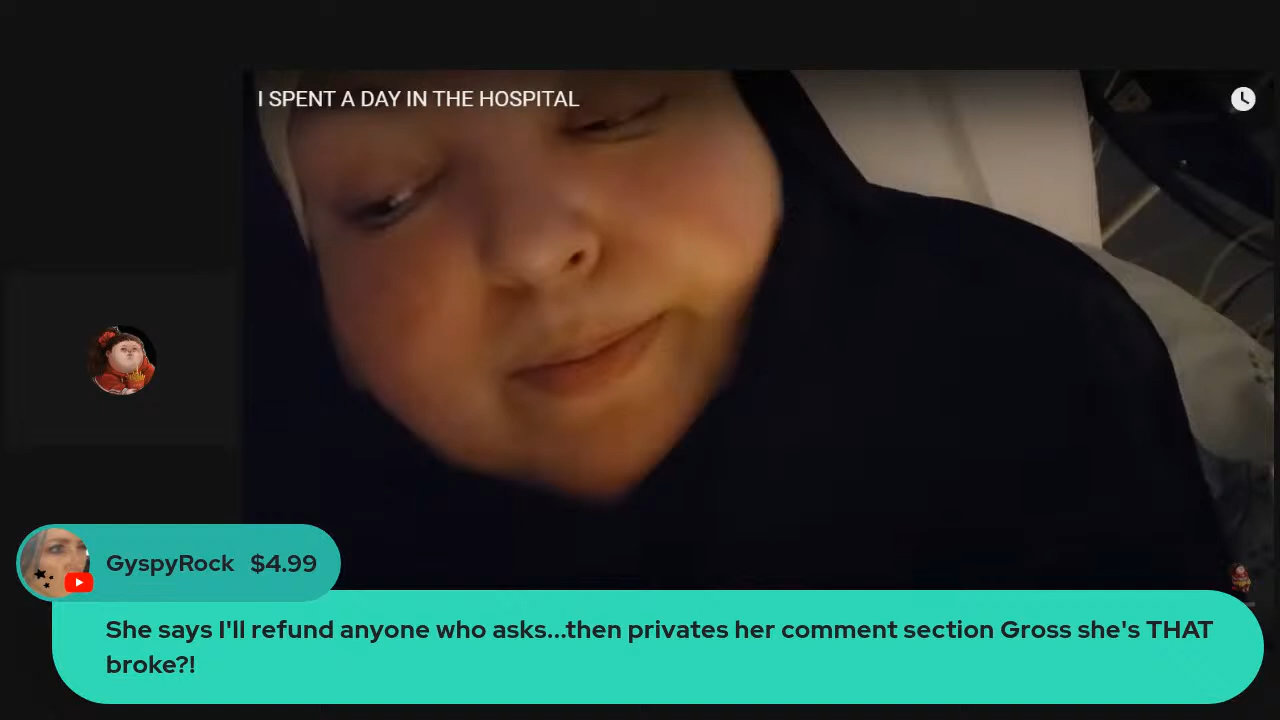 I SPENT A DAY IN THE HOSPITAL
GyspyRock $4.99
She says I'll refund anyone who asks...then privates her comment section Gross she's THAT
broke?!